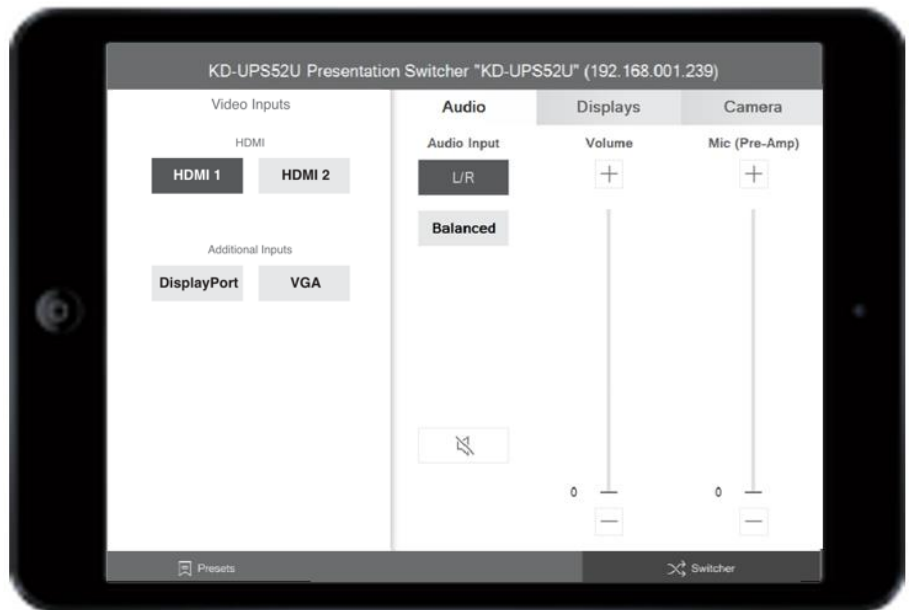 KD-UPS52U Presentation Switcher "KD-UPS52U" (192.168.001.239)
Video Inputs
HDMI
HDMI 1 HDMI 2
Additional Inputs
DisplayPort VGA
Audio Displays Camera
Audio Input Volume Mic (Pre-Amp)
L/R
Balanced
0 0
Presets Switcher